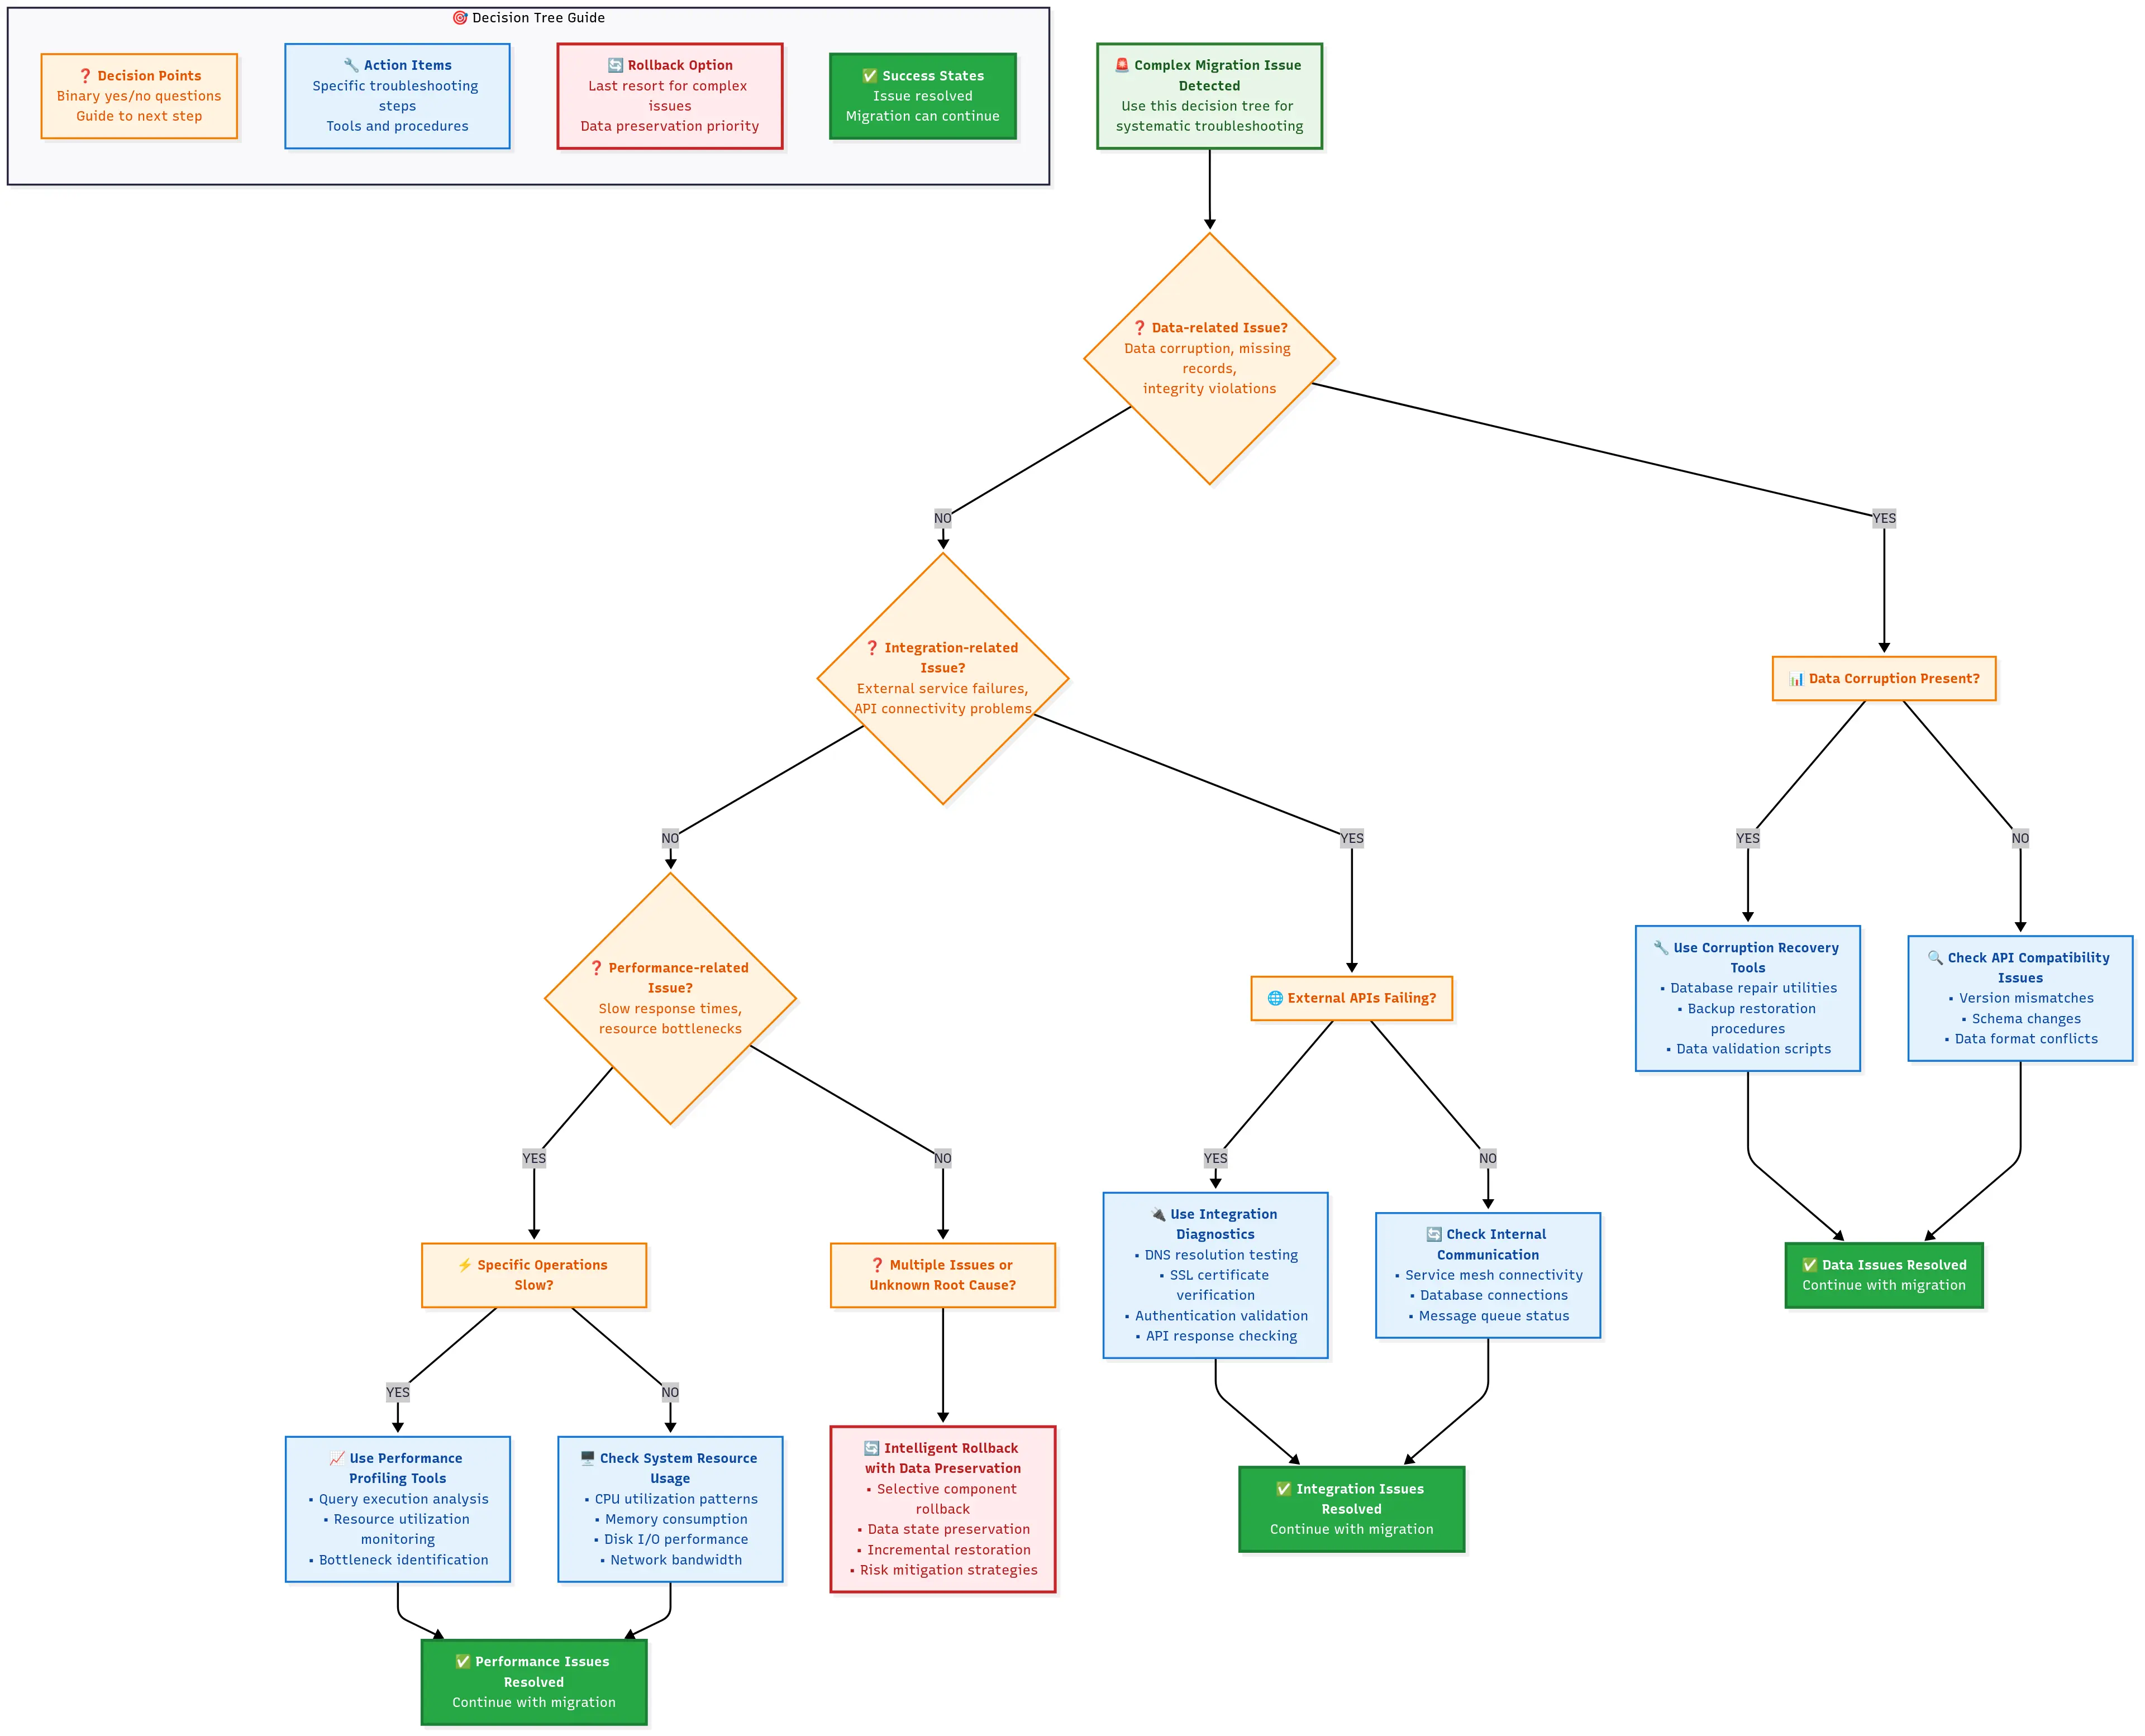 🎯 Decision Tree Guide
❓ Decision Points
Binary yes/no questions
Guide to next step
🔧 Action Items
Specific troubleshooting
steps
Tools and procedures
🔄 Rollback Option
Last resort for complex
issues
Data preservation priority
✅ Success States
Issue resolved
Migration can continue
🚨 Complex Migration Issue
Detected
Use this decision tree for
systematic troubleshooting
❓ Data-related Issue?
Data corruption, missing
records,
integrity violations
NO
YES
❓ Integration-related
Issue?
External service failures,
API connectivity problems
📊 Data Corruption Present?
NO
YES
YES
NO
❓ Performance-related
Issue?
Slow response times,
resource bottlenecks
🌐 External APIs Failing?
🔧 Use Corruption Recovery
Tools
▪ Database repair utilities
▪ Backup restoration
procedures
▪ Data validation scripts
🔍 Check API Compatibility
Issues
▪ Version mismatches
▪ Schema changes
▪ Data format conflicts
YES
NO
YES
NO
⚡ Specific Operations
Slow?
❓ Multiple Issues or
Unknown Root Cause?
🔌 Use Integration
Diagnostics
▪ DNS resolution testing
▪ SSL certificate
verification
▪ Authentication validation
▪ API response checking
🔄 Check Internal
Communication
▪ Service mesh connectivity
▪ Database connections
▪ Message queue status
✅ Data Issues Resolved
Continue with migration
YES
NO
📈 Use Performance
Profiling Tools
▪ Query execution analysis
▪ Resource utilization
monitoring
▪ Bottleneck identification
🖥️ Check System Resource
Usage
▪ CPU utilization patterns
▪ Memory consumption
▪ Disk I/O performance
▪ Network bandwidth
🔄 Intelligent Rollback
with Data Preservation
▪ Selective component
rollback
▪ Data state preservation
▪ Incremental restoration
▪ Risk mitigation strategies
✅ Integration Issues
Resolved
Continue with migration
✅ Performance Issues
Resolved
Continue with migration